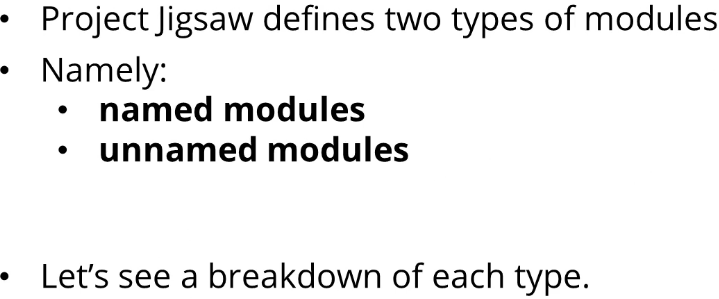 • Project Jigsaw defines two types of modules
• Namely:
• named modules
• unnamed modules
• Let’s see a breakdown of each type.